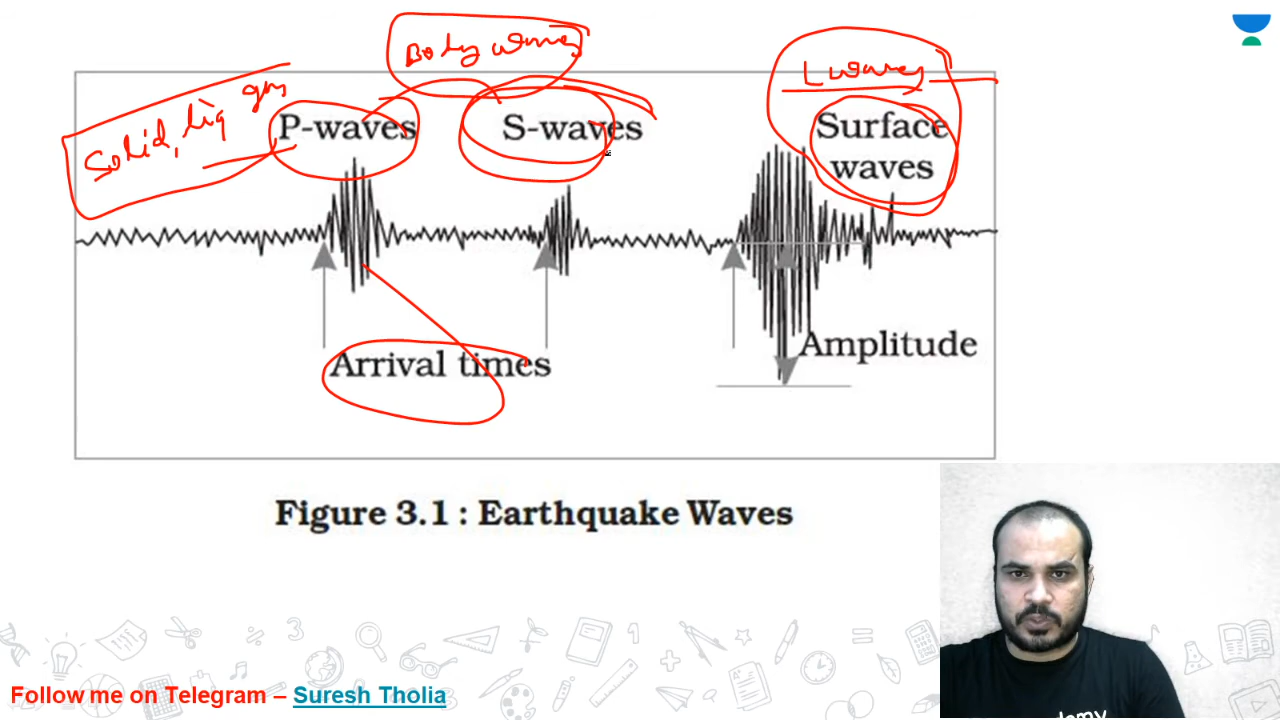 Body waves
L waves
Solid, liq gas
P-waves
S-waves
Surface
waves
Arrival times
Amplitude
Figure 3.1 : Earthquake Waves
Follow me on Telegram – Suresh Tholia